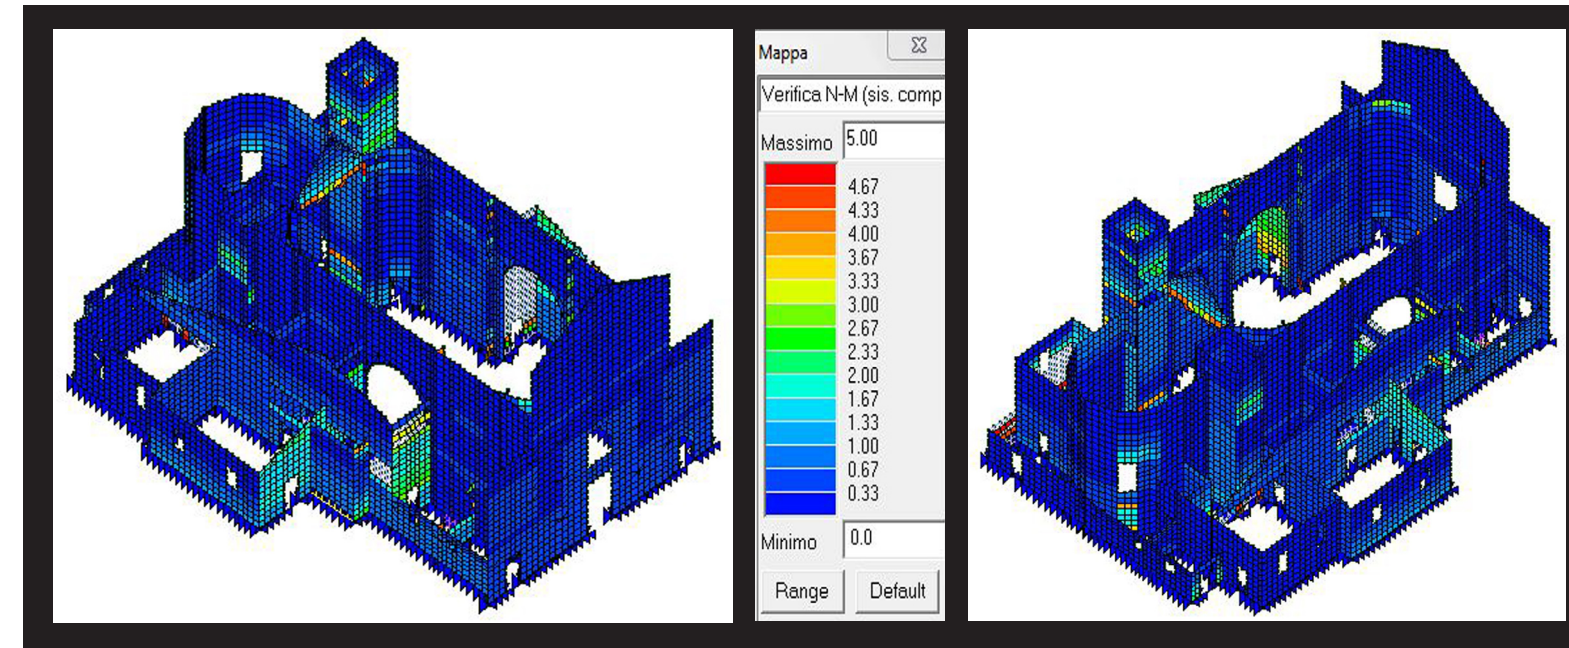 Mappa
Verifica N-M (sis. comp
Massimo 5.00
4.67
4.33
4.00
3.67
3.33
3.00
2.67
2.33
2.00
1.67
1.33
1.00
0.67
0.33
Minimo 0.0
Range Default